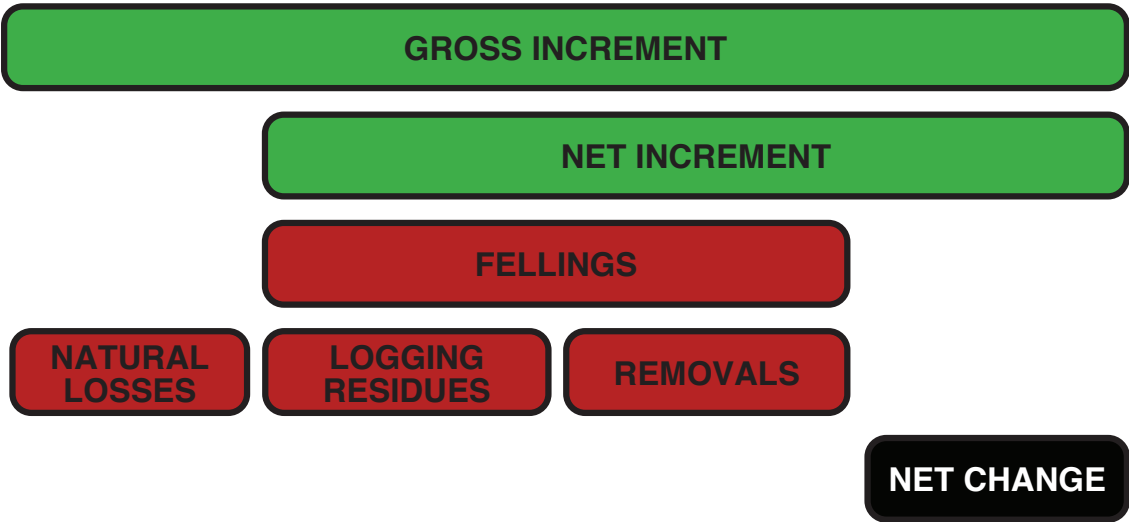 GROSS INCREMENT
NET INCREMENT
FELLINGS
NATURAL
LOSSES
LOGGING
RESIDUES
REMOVALS
NET CHANGE